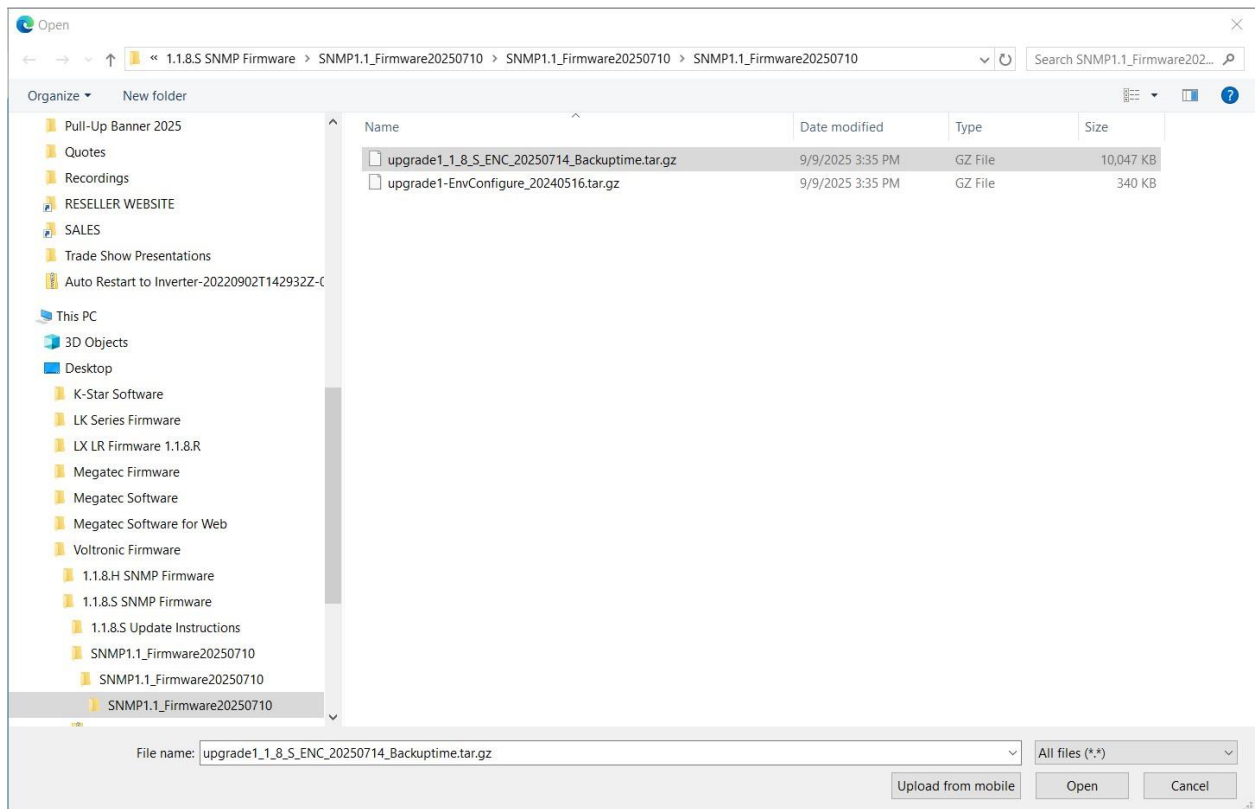 Open
« 1.1.8.S SNMP Firmware > SNMP1.1_Firmware20250710 > SNMP1.1_Firmware20250710 > SNMP1.1_Firmware20250710
Search SNMP1.1_Firmware202...
Organize New folder
Pull-Up Banner 2025
Quotes
Recordings
RESELLER WEBSITE
SALES
Trade Show Presentations
Auto Restart to Inverter-20220902T142932Z-0
This PC
3D Objects
Desktop
K-Star Software
LK Series Firmware
LX LR Firmware 1.1.8.R
Megatec Firmware
Megatec Software
Megatec Software for Web
Voltronic Firmware
1.1.8.H SNMP Firmware
1.1.8.S SNMP Firmware
1.1.8.S Update Instructions
SNMP1.1_Firmware20250710
SNMP1.1_Firmware20250710
SNMP1.1_Firmware20250710
Name Date modified Type Size
upgrade1_1_8_S_ENC_20250714_Backuptime.tar.gz 9/9/2025 3:35 PM GZ File 10,047 KB
upgrade1-EnvConfigure_20240516.tar.gz 9/9/2025 3:35 PM GZ File 340 KB
File name: upgrade1_1_8_S_ENC_20250714_Backuptime.tar.gz All files (*.*)
Upload from mobile Open Cancel